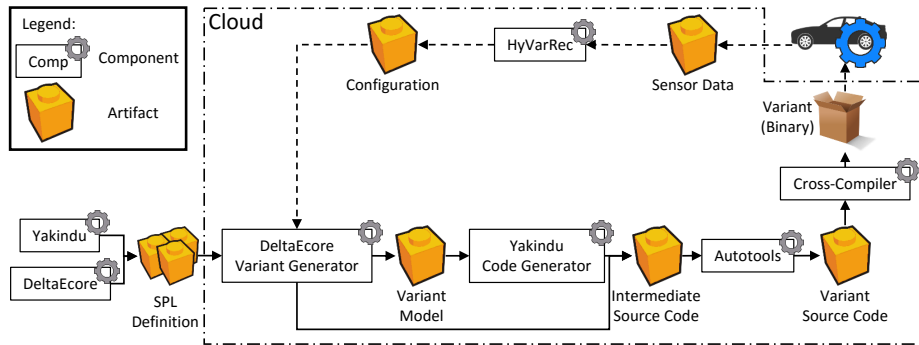 Legend:
Comp
Component
Artifact
Cloud
HyVarRec
Configuration
Sensor Data
Variant
(Binary)
Cross-Compiler
Yakindu
DeltaEcore
SPL
Definition
DeltaEcore
Variant Generator
Variant
Model
Yakindu
Code Generator
Intermediate
Source Code
Autotools
Variant
Source Code